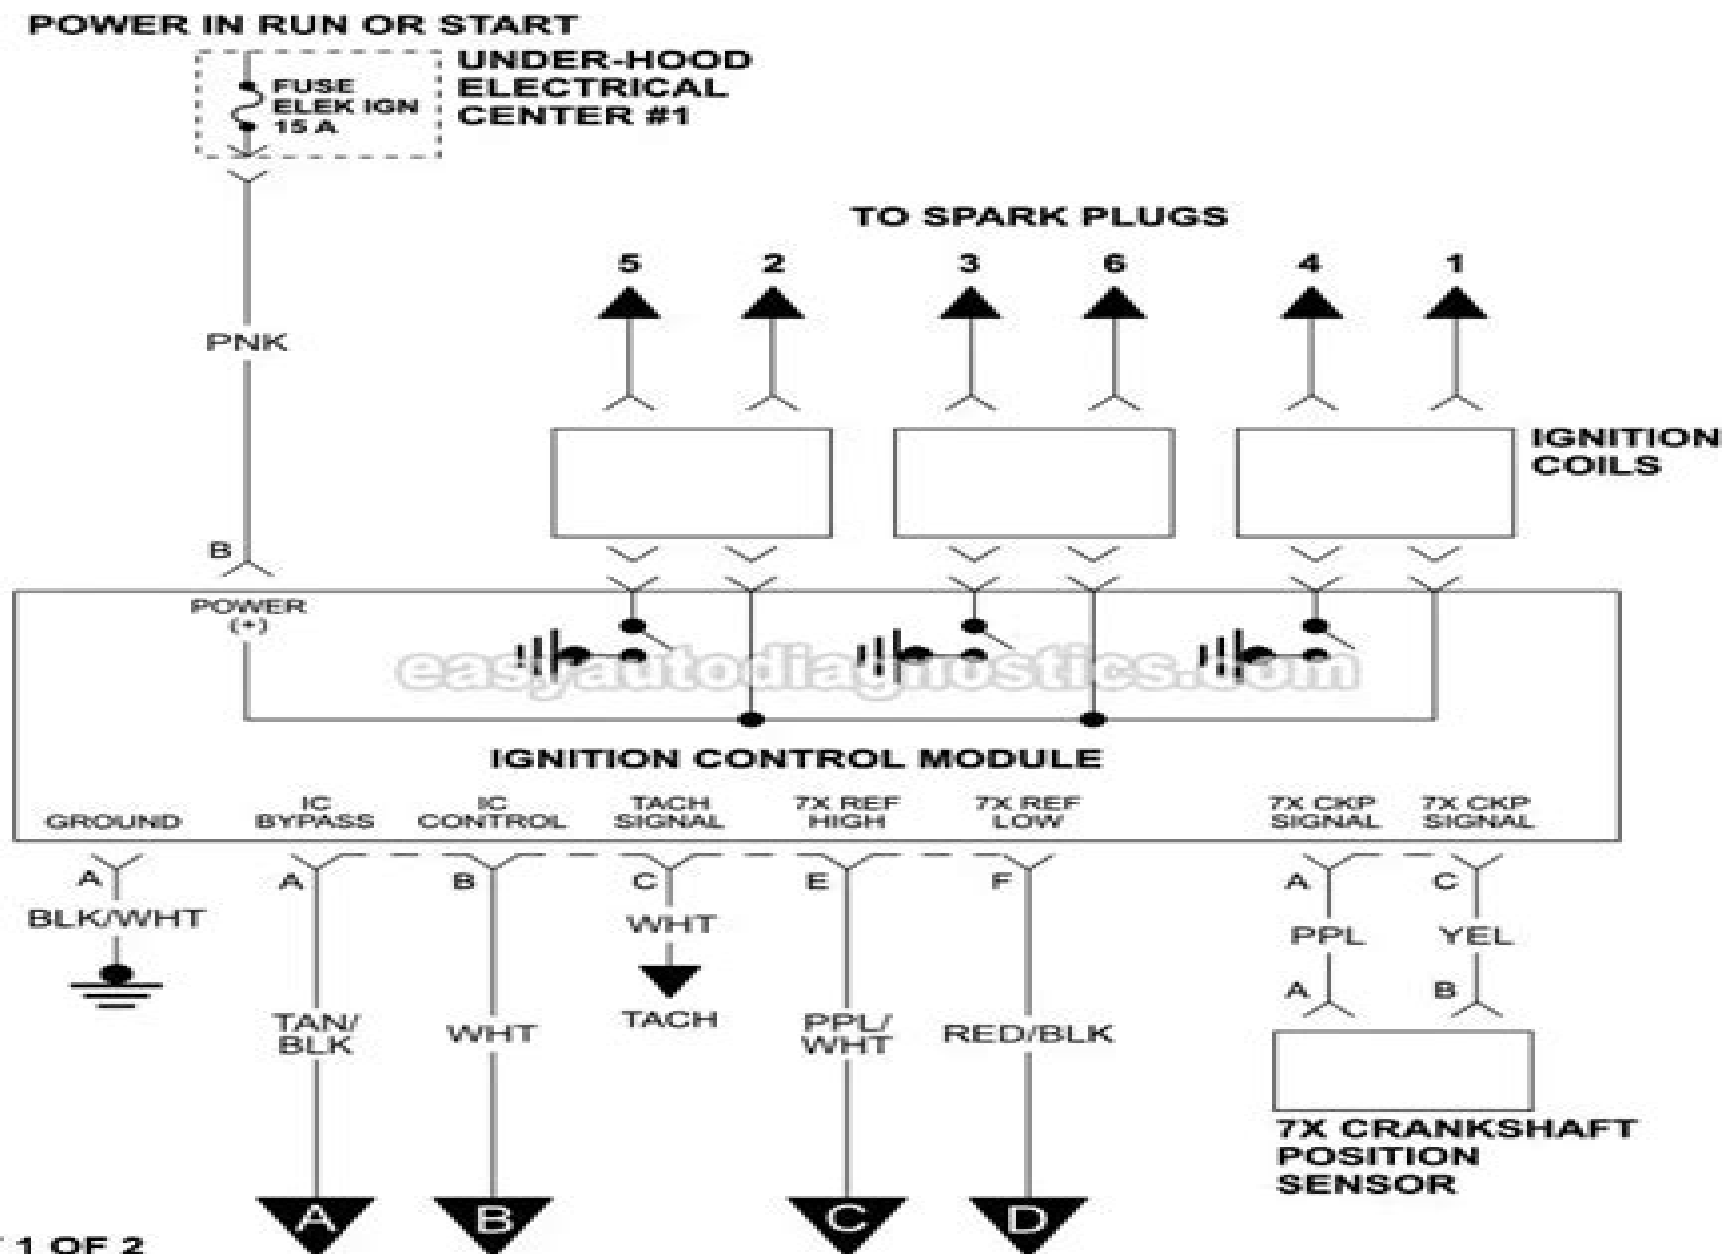 POWER IN RUN OR START
FUSE
ELEK IGN
15 A
UNDER-HOOD
ELECTRICAL
CENTER #1
TO SPARK PLUGS
5 2 3 6 4 1
PNK
IGNITION
COILS
B
POWER
(+)
easyautodiagnostics.com
IGNITION CONTROL MODULE
GROUND
IC
BYPASS
IC
CONTROL
TACH
SIGNAL
7X REF
HIGH
7X REF
LOW
7X CKP
SIGNAL
7X CKP
SIGNAL
A A B C E F A C
BLK/WHT
WHT
PPL YEL
A B
TAN/
BLK
WHT
TACH
PPL/
WHT
RED/BLK
7X CRANKSHAFT
POSITION
SENSOR
A B C D
1 OF 2